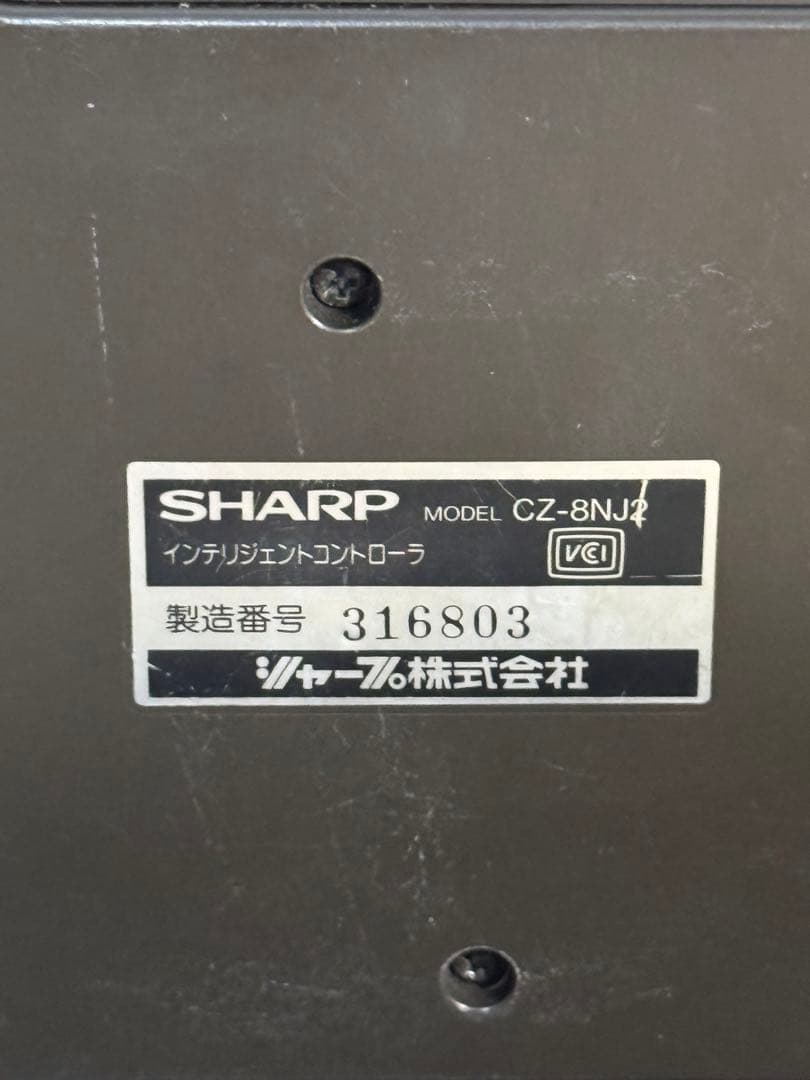 SHARP MODEL CZ-8NJ2
インテリジェントコントローラ VCCI
製造番号 316803
シャープ株式会社